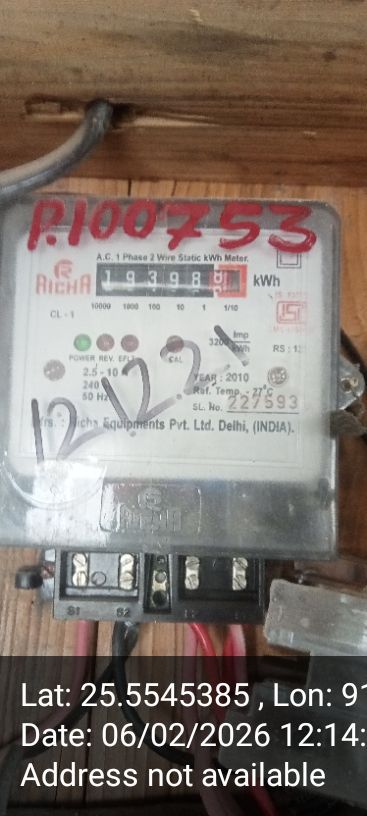 P.100753
A.C. 1 Phase 2 Wire Static kWh Meter.
RICHA
19398
kWh
10000 1000 100 10 1 1/10
CL - 1
3200 Imp/kWh
POWER REV. EFLT CAL
2.5 - 10 A
240
50 Hz
YEAR : 2010
Ref. Temp. - 27°C
SL. No. 227593
12.12.21
Richa Equipments Pvt. Ltd. Delhi, (INDIA).
RICHA
S1 S2
Lat: 25.5545385 , Lon: 91
Date: 06/02/2026 12:14:
Address not available